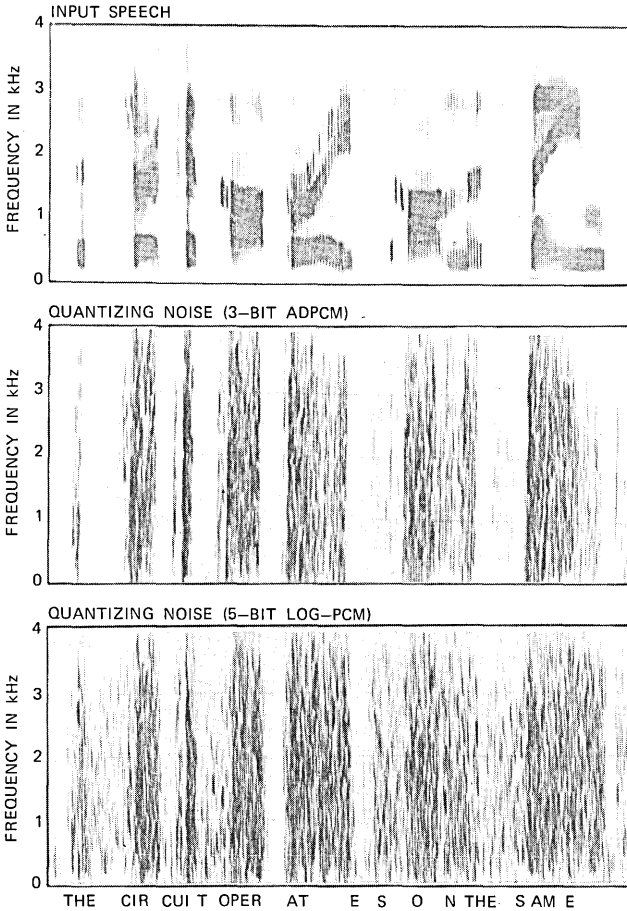 INPUT SPEECH
FREQUENCY IN kHz
4
3
2
1
0
QUANTIZING NOISE (3–BIT ADPCM)
FREQUENCY IN kHz
4
3
2
1
0
QUANTIZING NOISE (5–BIT LOG–PCM)
FREQUENCY IN kHz
4
3
2
1
0
THE CIR CUI T OPER AT E S O N THE S AM E